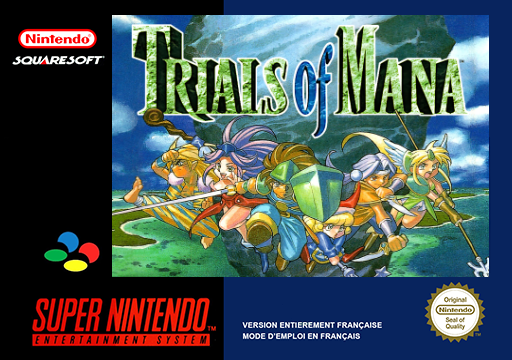 Nintendo
SQUARESOFT
TRIALS of MANA
SUPER NINTENDO
ENTERTAINMENT SYSTEM
TM
VERSION ENTIEREMENT FRANÇAISE
MODE D'EMPLOI EN FRANÇAIS
Original
Nintendo
Seal of
Quality